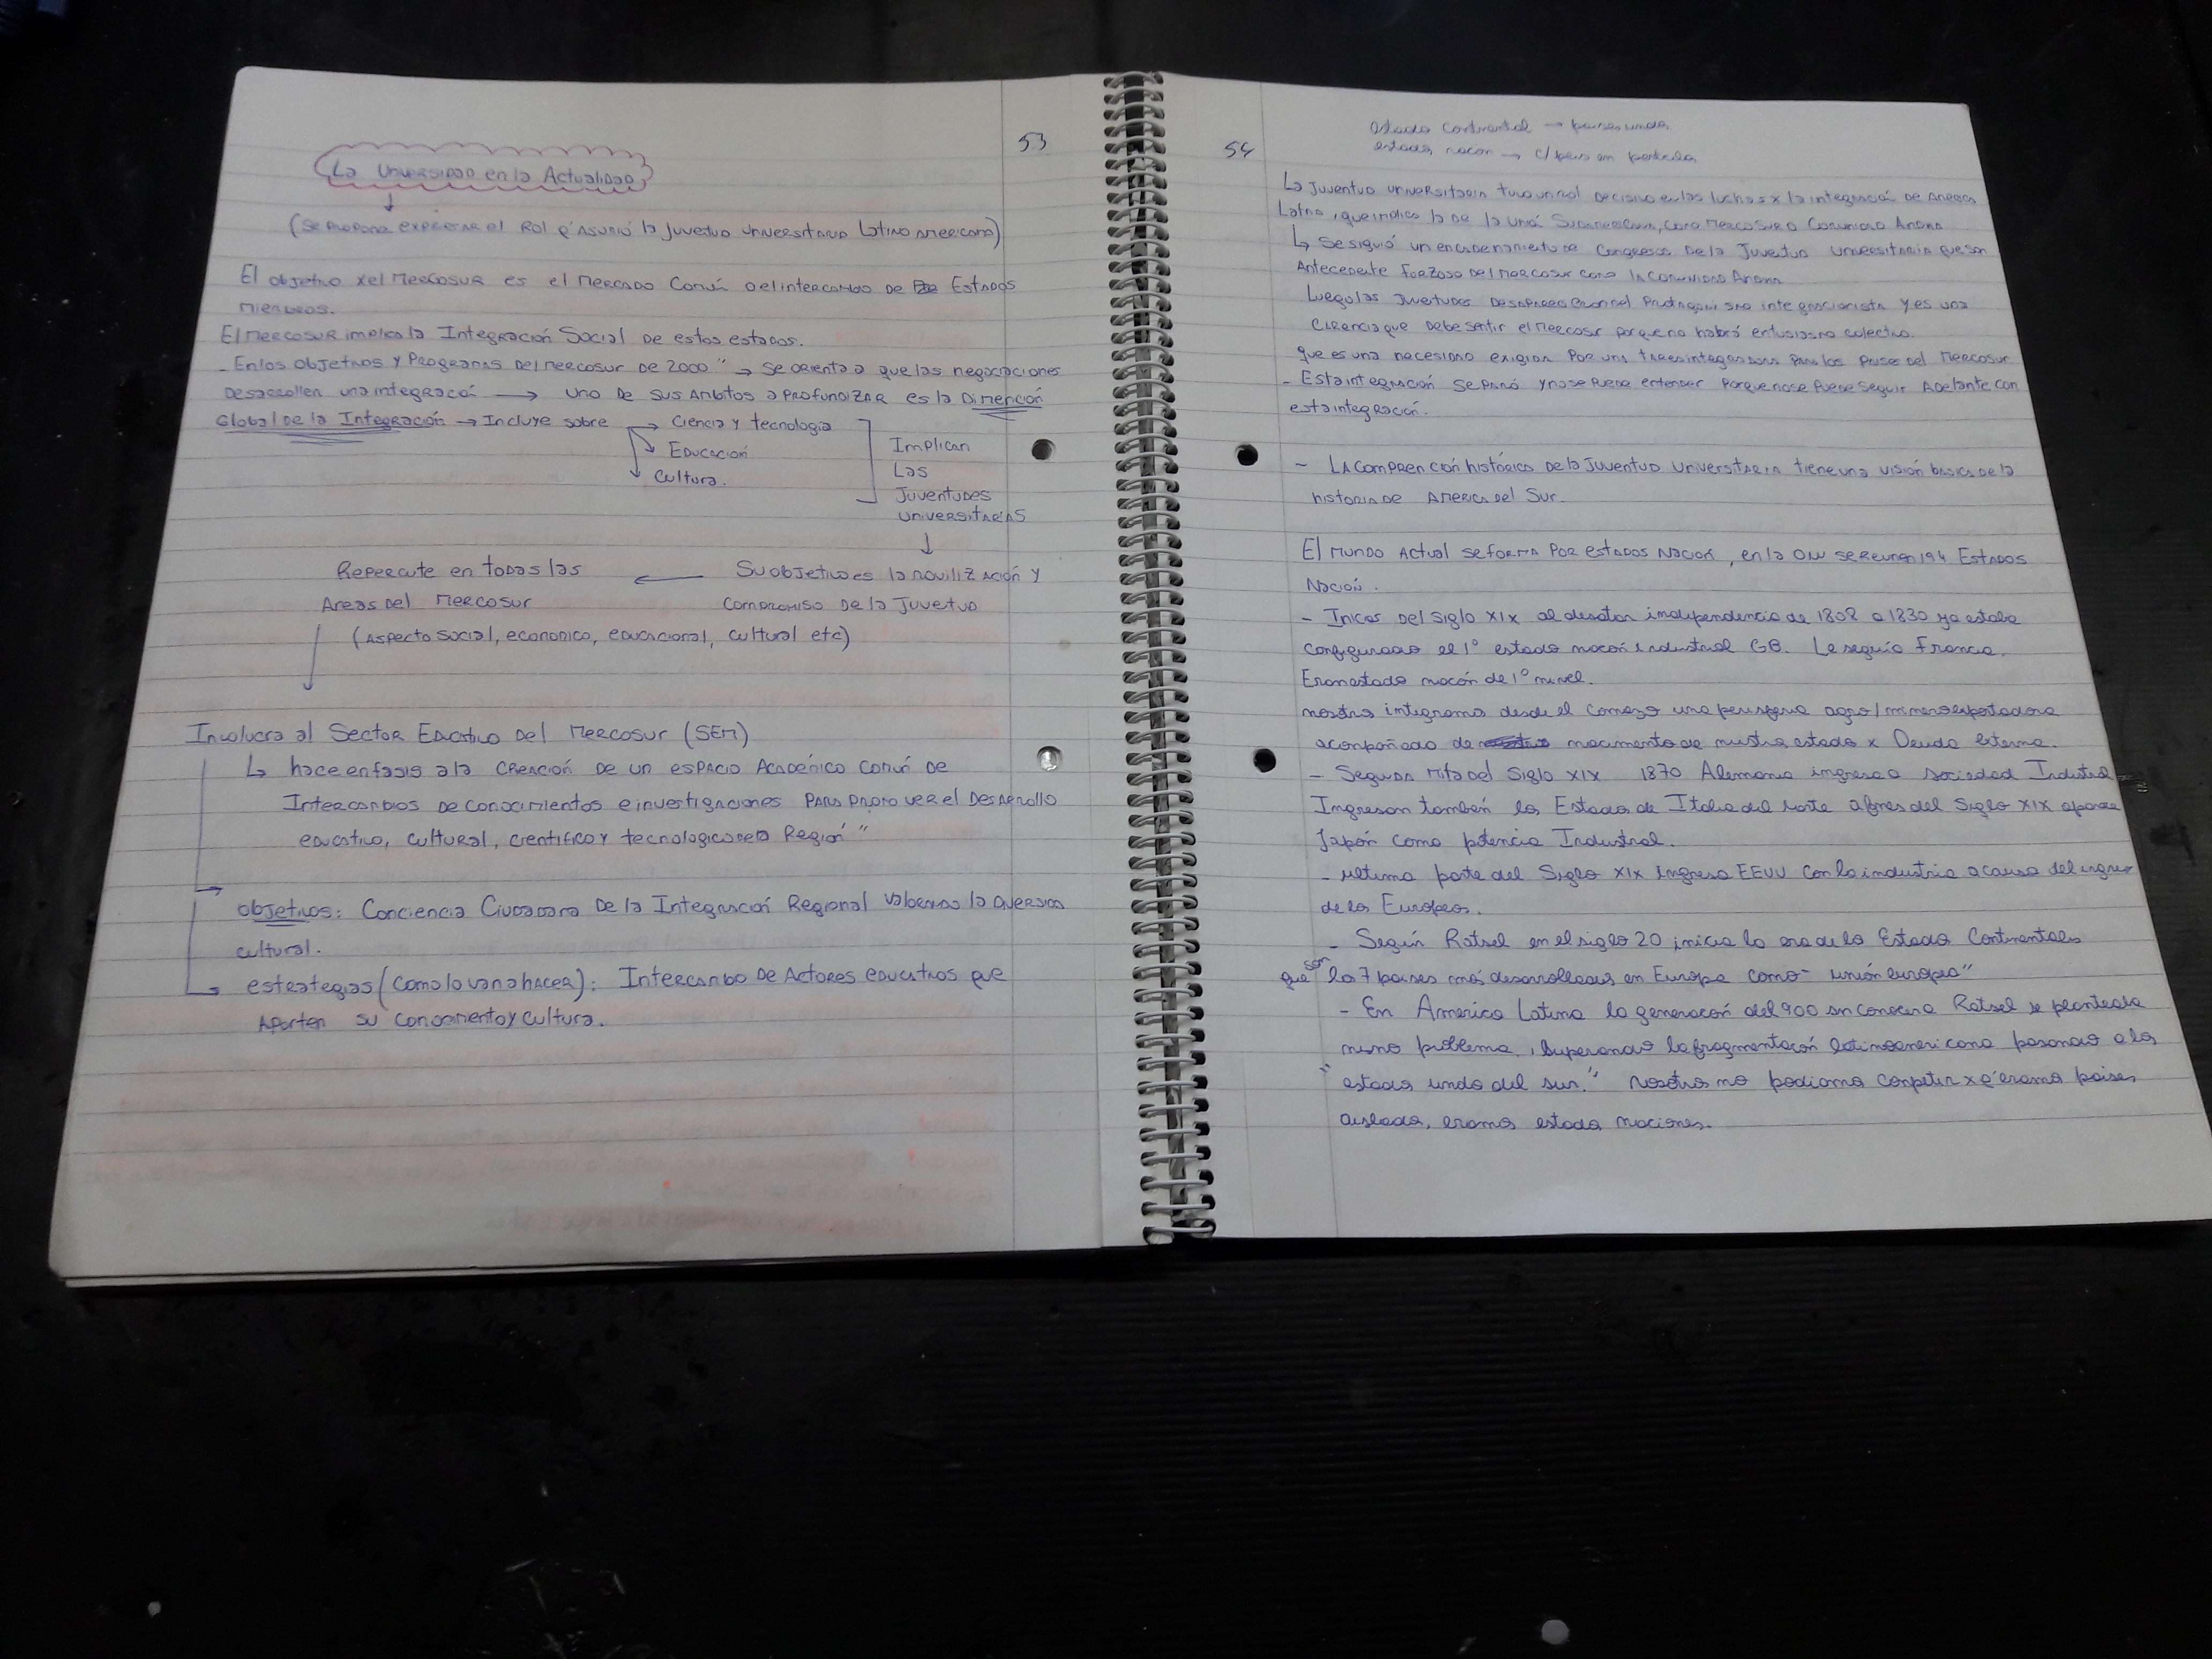 53
La Universidad en la Actualidad
(Se propone expresar el Rol q' asumió la juventud universitaria Latino Americana)
El objetivo x el Mercosur es el Mercado Común o el intercambio de Estados
miembros.
El Mercosur implica la Integración Social de estos estados.
- En los objetivos y Programas del Mercosur de 2000" → se orienta a que las negociaciones
desarrollen una integración → uno de sus ambitos a profundizar es la Dimención
Global de la Integración → Incluye sobre → Ciencia y tecnología
Educación
Cultura.
Implican
Las
Juventudes
universitarias
Repercute en todas las ← Su objetivo es la movilización y
Areas del Mercosur compromiso de la Juventud
(Aspecto social, economico, educacional, cultural etc)
Involucra al Sector Educativo del Mercosur (SEM)
↳ hace enfasis a la creación de un espacio Académico común de
Intercambios de conocimientos e investigaciones para promover el desarrollo
educativo, cultural, cientifico y tecnologico de la Región"
objetivos: Conciencia Ciudadana de la Integración Regional valorando la diversidad
cultural.
estrategias (como lo van a hacer): Intercambio de Actores educativos que
aporten su conocimiento y cultura.
54
estado continental → paises unidos
estados nacion → c/pais en particular
La juventud universitaria tuvo un rol decisivo en las luchas x la integración de America
Latina, que implica la de la Unión Sudamericana, como Mercosur o Comunidad Andina
↳ Se siguió un encadenamiento de Congresos de la Juventud Universitaria que son
Antecedente forzoso del Mercosur como la Comunidad Andina
Luego las Juventudes desaparecieron del protagonismo integracionista y es una
carencia que debe sentir el Mercosur porque no habrá entusiasmo colectivo.
que es una necesidad exigida por una tarea integradora para los paises del Mercosur
- Esta integración se paró y no se puede entender porque no se puede seguir adelante con
esta integración.
- La comprención histórica de la Juventud Universitaria tiene una visión basica de la
historia de America del Sur.
El mundo Actual se forma por estados Nación, en la ONU se reunen 194 Estados
Nación.
- Inicios del siglo XIX al desatar independencia de 1808 a 1830 ya estaba
configurado el 1° estado nación industrial GB. Le seguía Francia.
Eran estados nación de 1° nivel.
nosotros integramos desde el comienzo una periferia agro/mineroexportadora
acompañado de nacimiento de nuestros estados x Deuda Externa.
- Segunda mitad del Siglo XIX 1870 Alemania ingresa a sociedad Industrial
Ingresan también los Estados de Italia del norte a fines del Siglo XIX aparece
Japón como potencia Industrial.
- ultima parte del Siglo XIX ingresa EEUU con la industria a causa del ingreso
de los Europeos.
- Según Ratsel en el siglo 20 inicia la era de los Estados Continentales
que son los 7 paises más desarrollados en Europa como "unión europea"
- En America Latina la generación del 900 sin conocer a Ratsel se planteaba
mismo problema, superando la fragmentación latinoamericana pasando a los
"estados unidos del sur." nosotros no podiamos competir x q' eramos paises
aislados, eramos estados naciones.